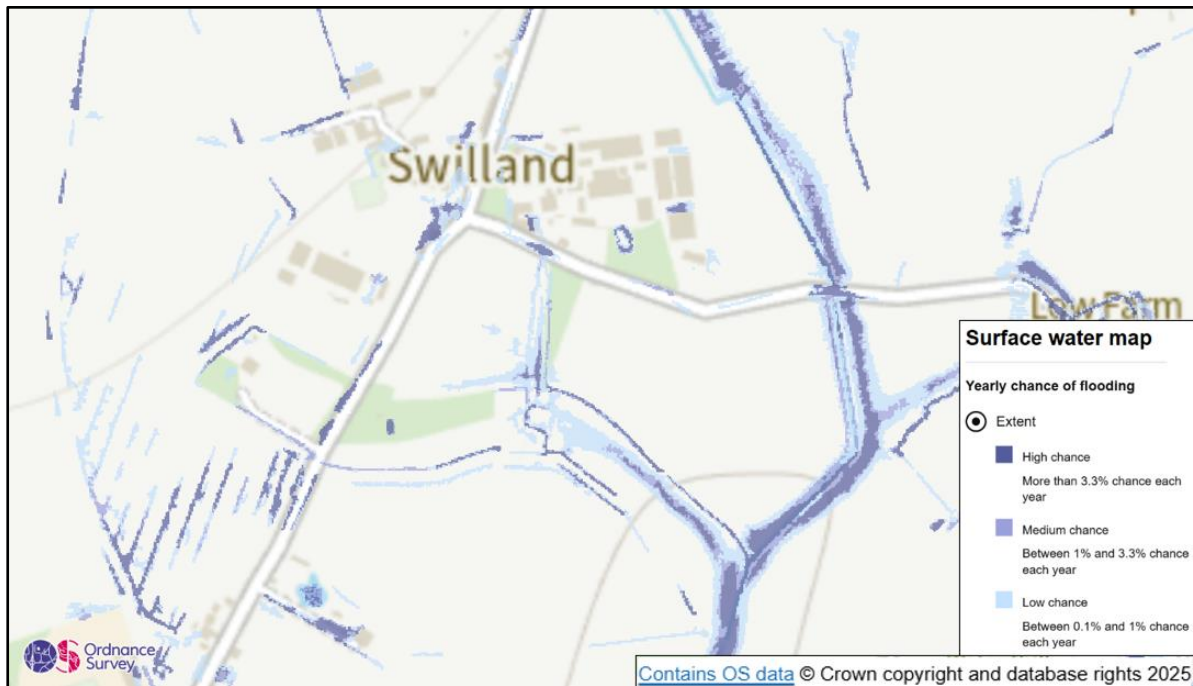 Swilland
Low Farm
Surface water map
Yearly chance of flooding
Extent
High chance
More than 3.3% chance each
year
Medium chance
Between 1% and 3.3% chance
each year
Low chance
Between 0.1% and 1% chance
each year
Ordnance
Survey
Contains OS data © Crown copyright and database rights 2025